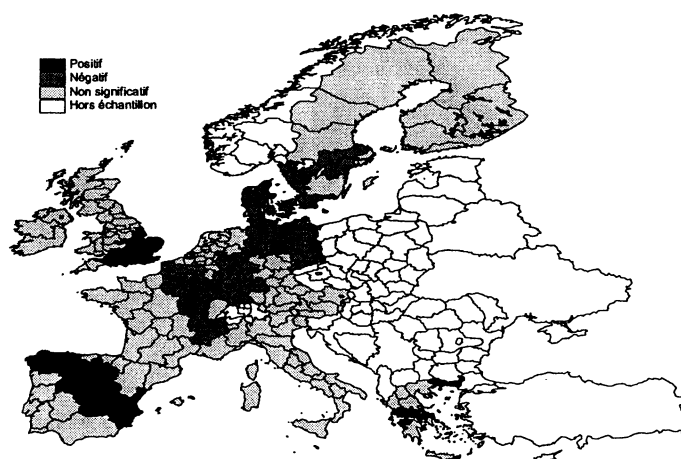 Positif
Négatif
Non significatif
Hors échantillon